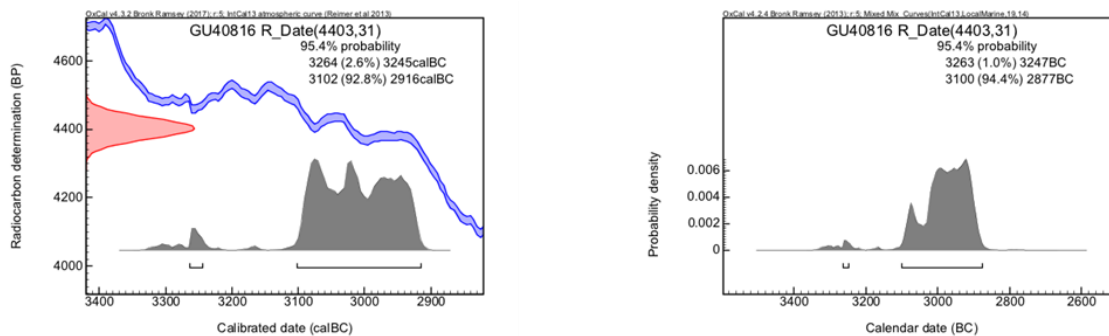 OxCal v4.3.2 Bronk Ramsey (2017); r:5; IntCal13 atmospheric curve (Reimer et al 2013)
GU40816 R_Date(4403,31)
95.4% probability
3264 (2.6%) 3245calBC
3102 (92.8%) 2916calBC
Radiocarbon determination (BP)
4600
4400
4200
4000
3400
3300
3200
3100
3000
2900
Calibrated date (calBC)
OxCal v4.2.4 Bronk Ramsey (2013); r:5; Mixed Mix_Curves(IntCal13,LocalMarine,19,14)
GU40816 R_Date(4403,31)
95.4% probability
3263 (1.0%) 3247BC
3100 (94.4%) 2877BC
Probability density
0.006
0.004
0.002
0
3400
3200
3000
2800
2600
Calendar date (BC)